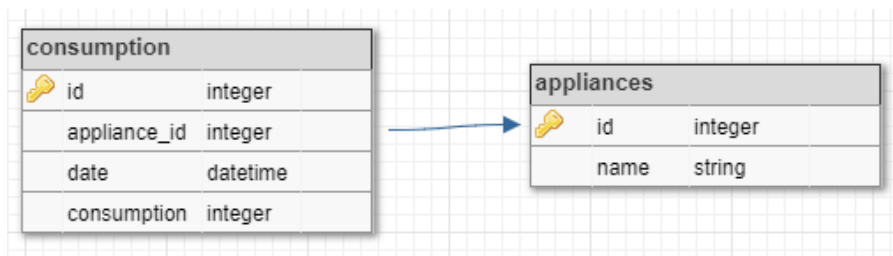 consumption
id integer
appliance_id integer
date datetime
consumption integer
appliances
id integer
name string